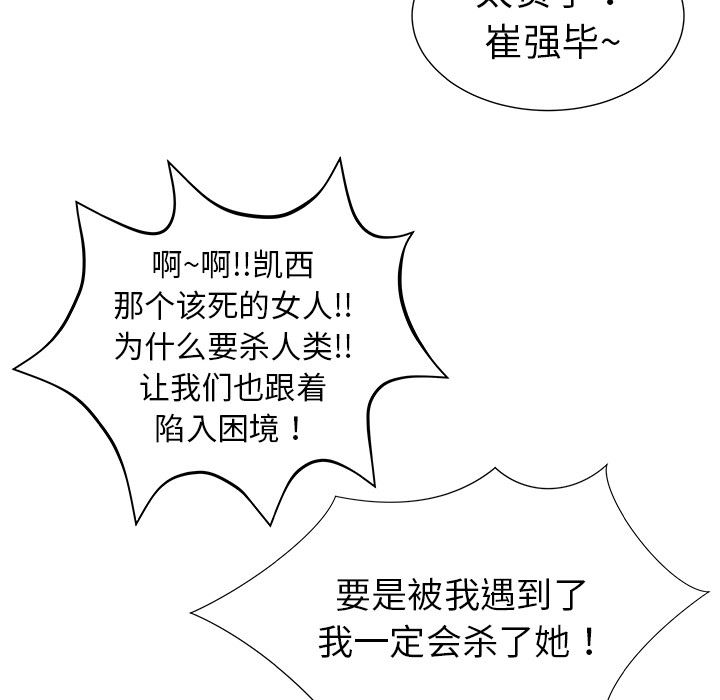 崔强毕~
啊~啊!!凯西
那个该死的女人!!
为什么要杀人类!!
让我们也跟着
陷入困境！
要是被我遇到了
我一定会杀了她！